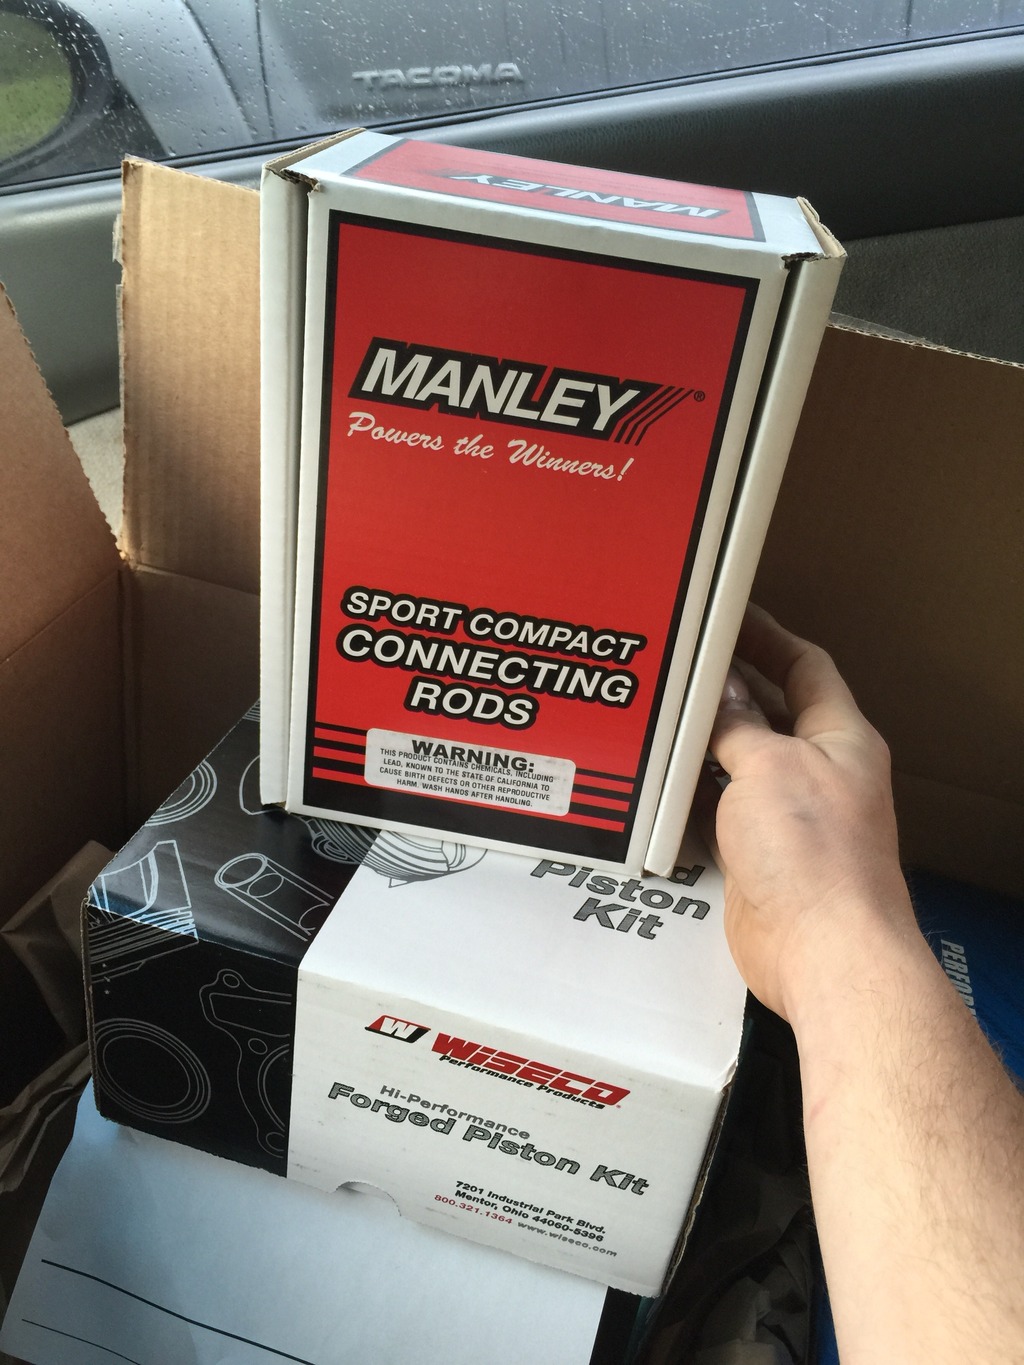 TACOMA
MANLEY
MANLEY®
Powers the Winners!
SPORT COMPACT
CONNECTING
RODS
WARNING:
THIS PRODUCT CONTAINS CHEMICALS, INCLUDING
LEAD, KNOWN TO THE STATE OF CALIFORNIA TO
CAUSE BIRTH DEFECTS OR OTHER REPRODUCTIVE
HARM. WASH HANDS AFTER HANDLING.
Piston
Kit
W WISECO
Performance Products
Hi-Performance
Forged Piston Kit
7201 Industrial Park Blvd.
Mentor, Ohio 44060-5396
800.321.1364 www.wiseco.com